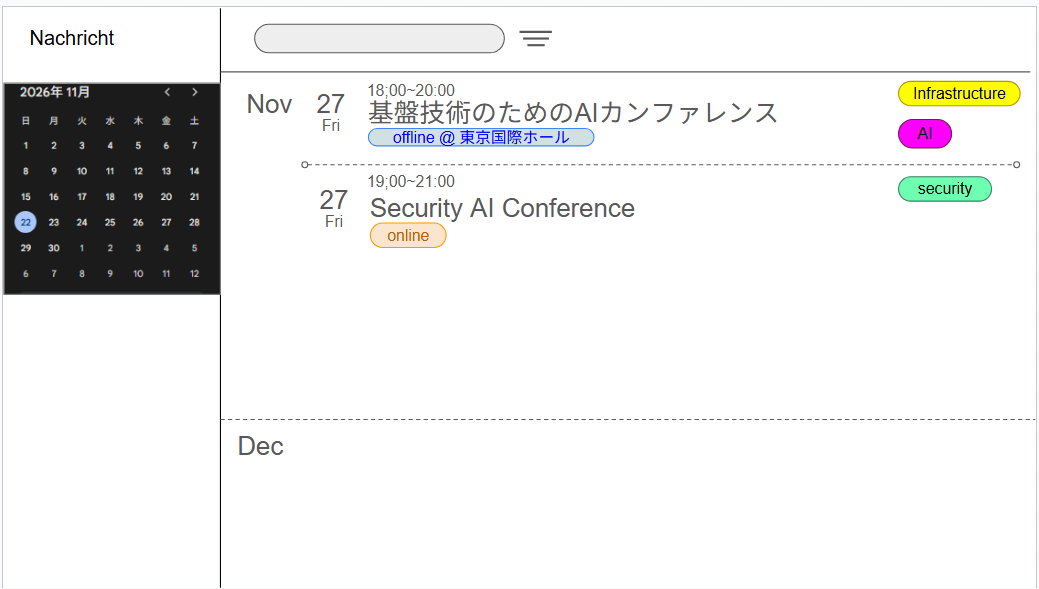 Nachricht
2026年 11月
日 月 火 水 木 金 土
1 2 3 4 5 6 7
8 9 10 11 12 13 14
15 16 17 18 19 20 21
22 23 24 25 26 27 28
29 30 1 2 3 4 5
6 7 8 9 10 11 12
Nov
27
Fri
18;00~20:00
基盤技術のためのAIカンファレンス
offline @ 東京国際ホール
Infrastructure
AI
27
Fri
19;00~21:00
Security AI Conference
online
security
Dec